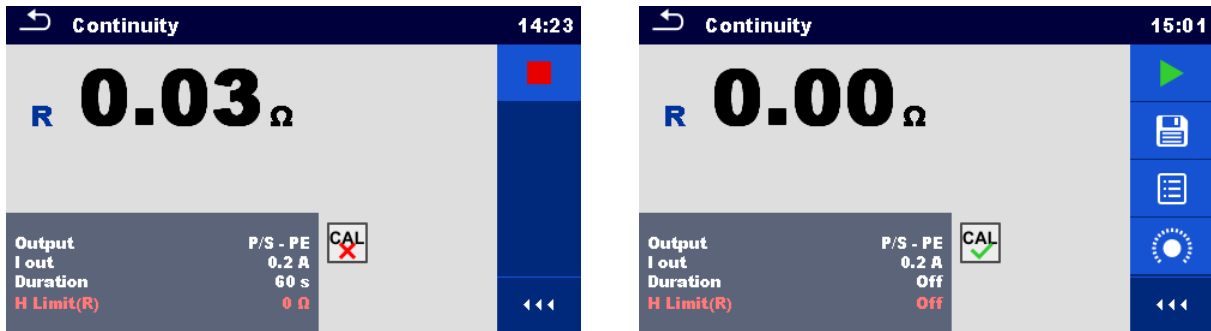 Continuity 14:23
R 0.03 Ω
CAL
Output P/S - PE
I out 0.2 A
Duration 60 s
H Limit(R) 0 Ω
Continuity 15:01
R 0.00 Ω
CAL
Output P/S - PE
I out 0.2 A
Duration Off
H Limit(R) Off